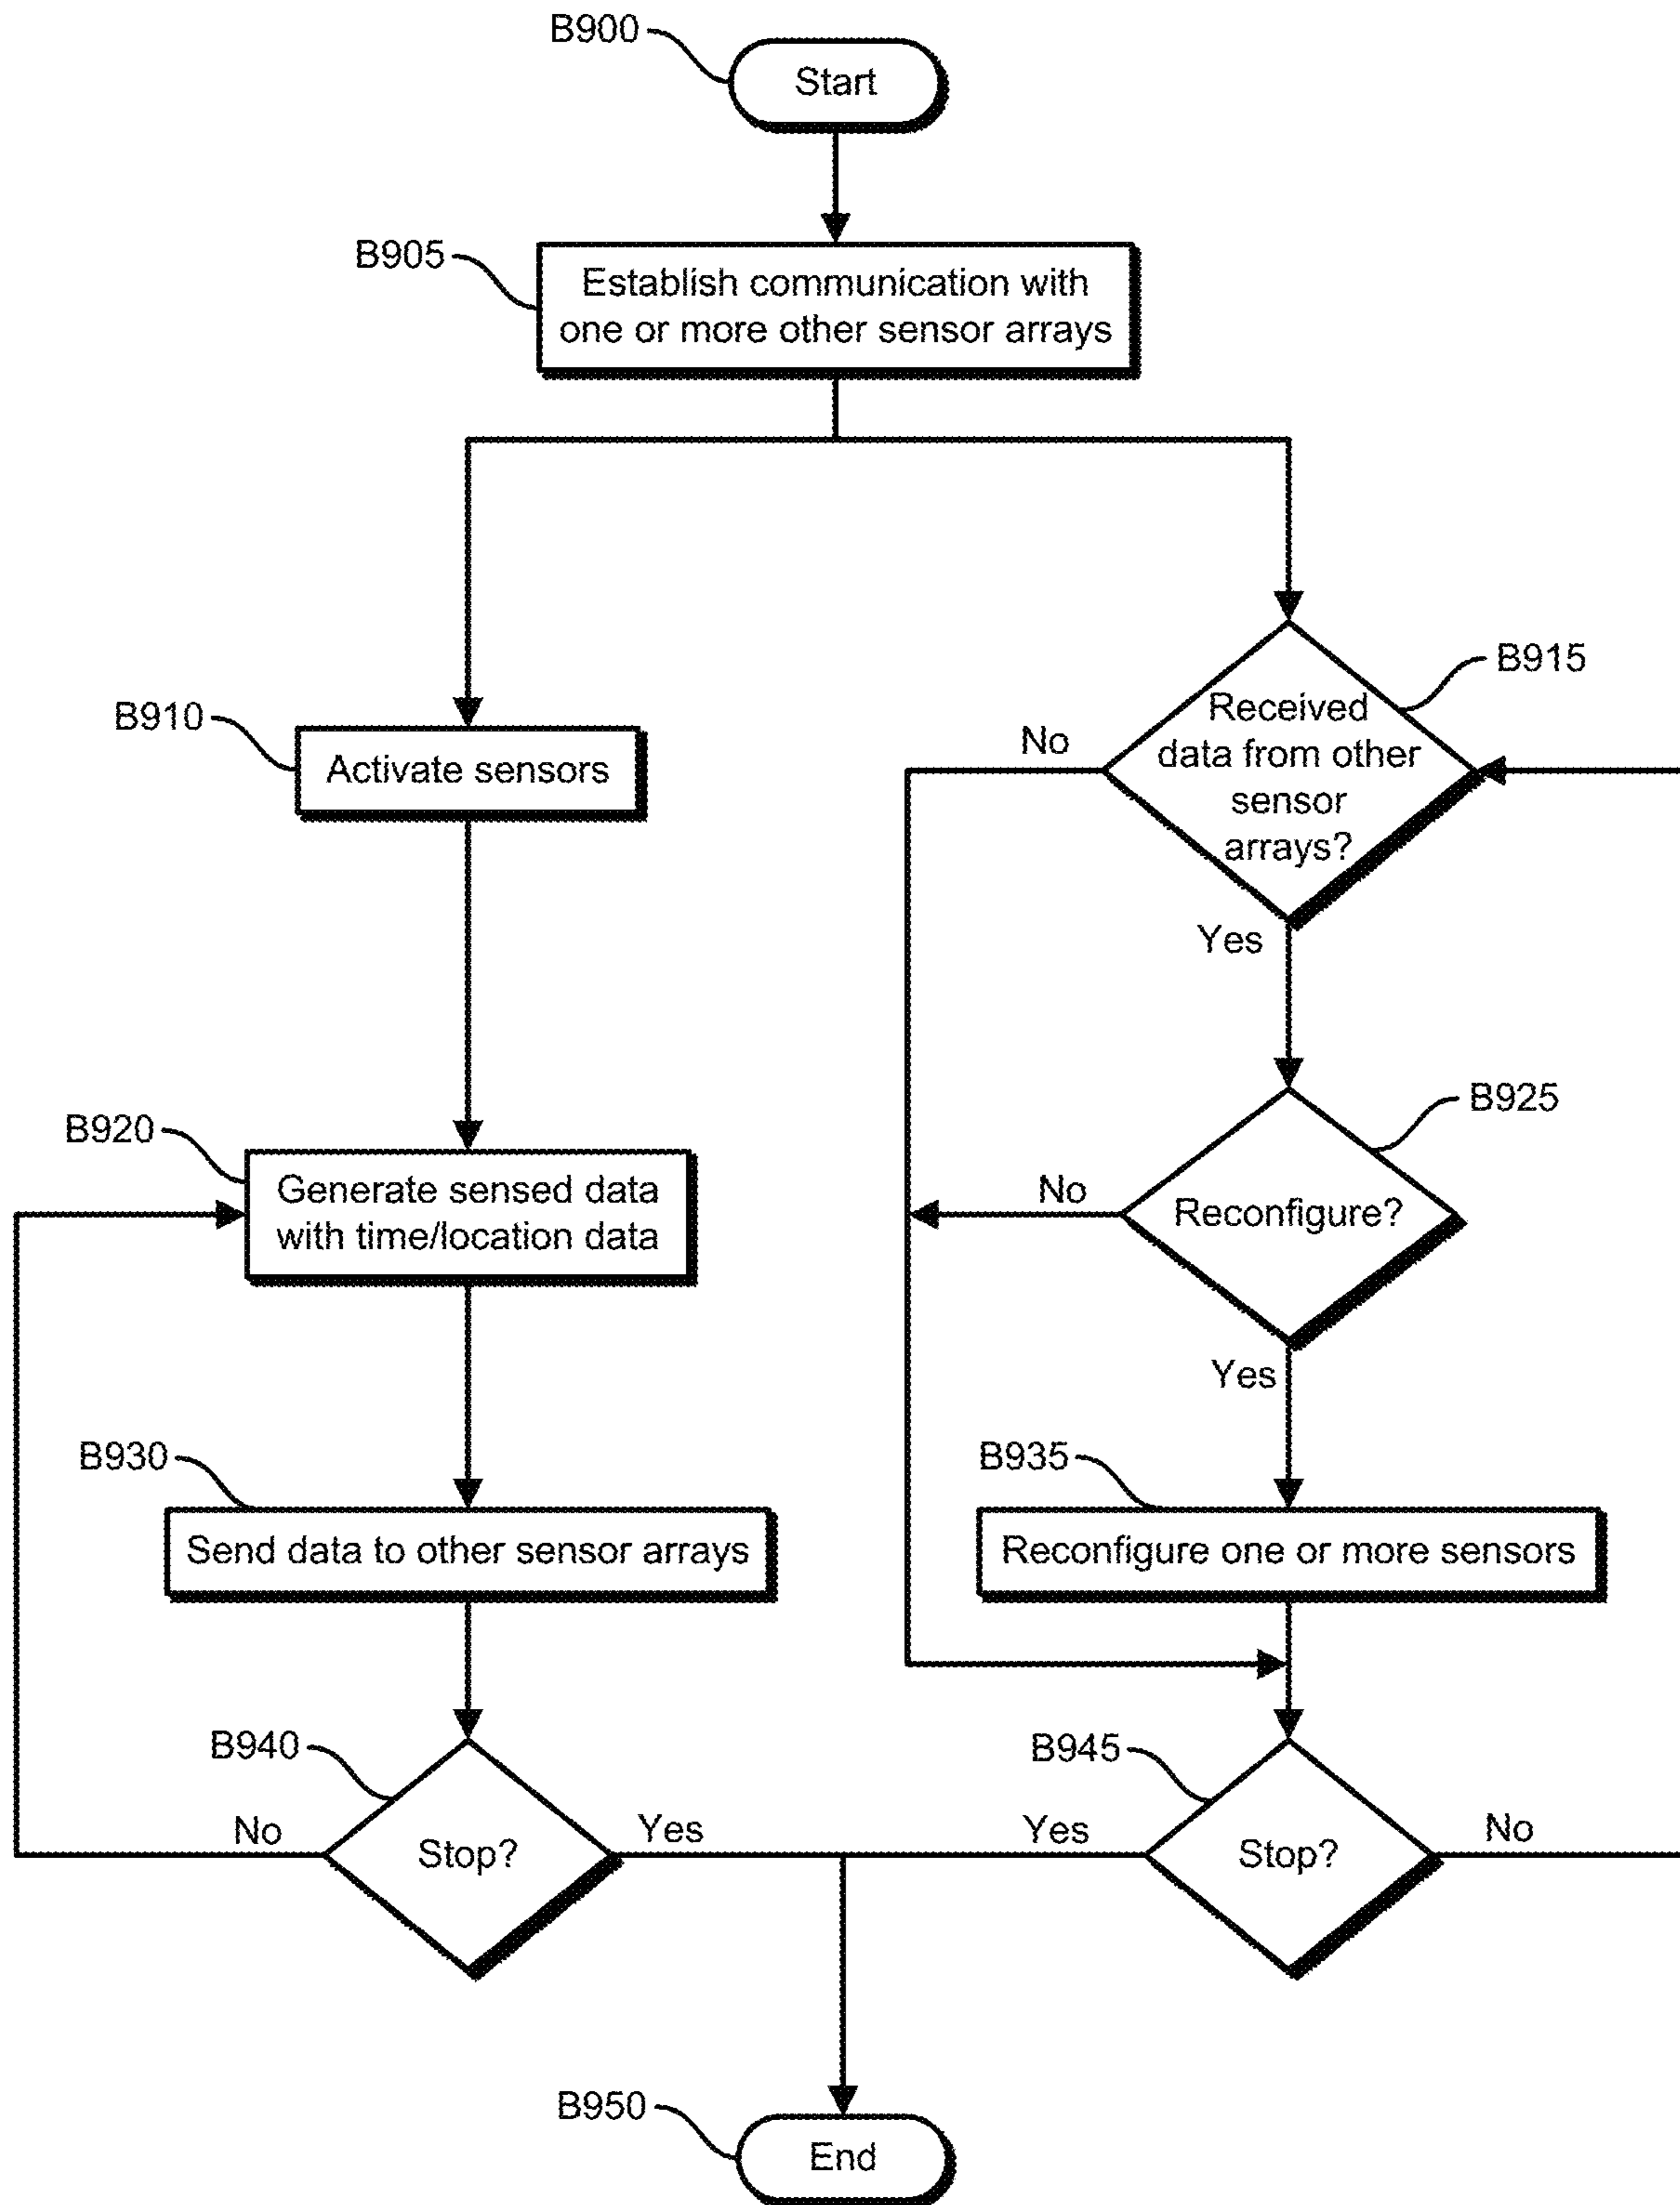 B900
Start
B905
Establish communication with
one or more other sensor arrays
B910
Activate sensors
B915
Received
data from other
sensor
arrays?
No
Yes
B920
Generate sensed data
with time/location data
B925
Reconfigure?
No
Yes
B930
Send data to other sensor arrays
B935
Reconfigure one or more sensors
B940
Stop?
No
Yes
B945
Stop?
Yes
No
B950
End